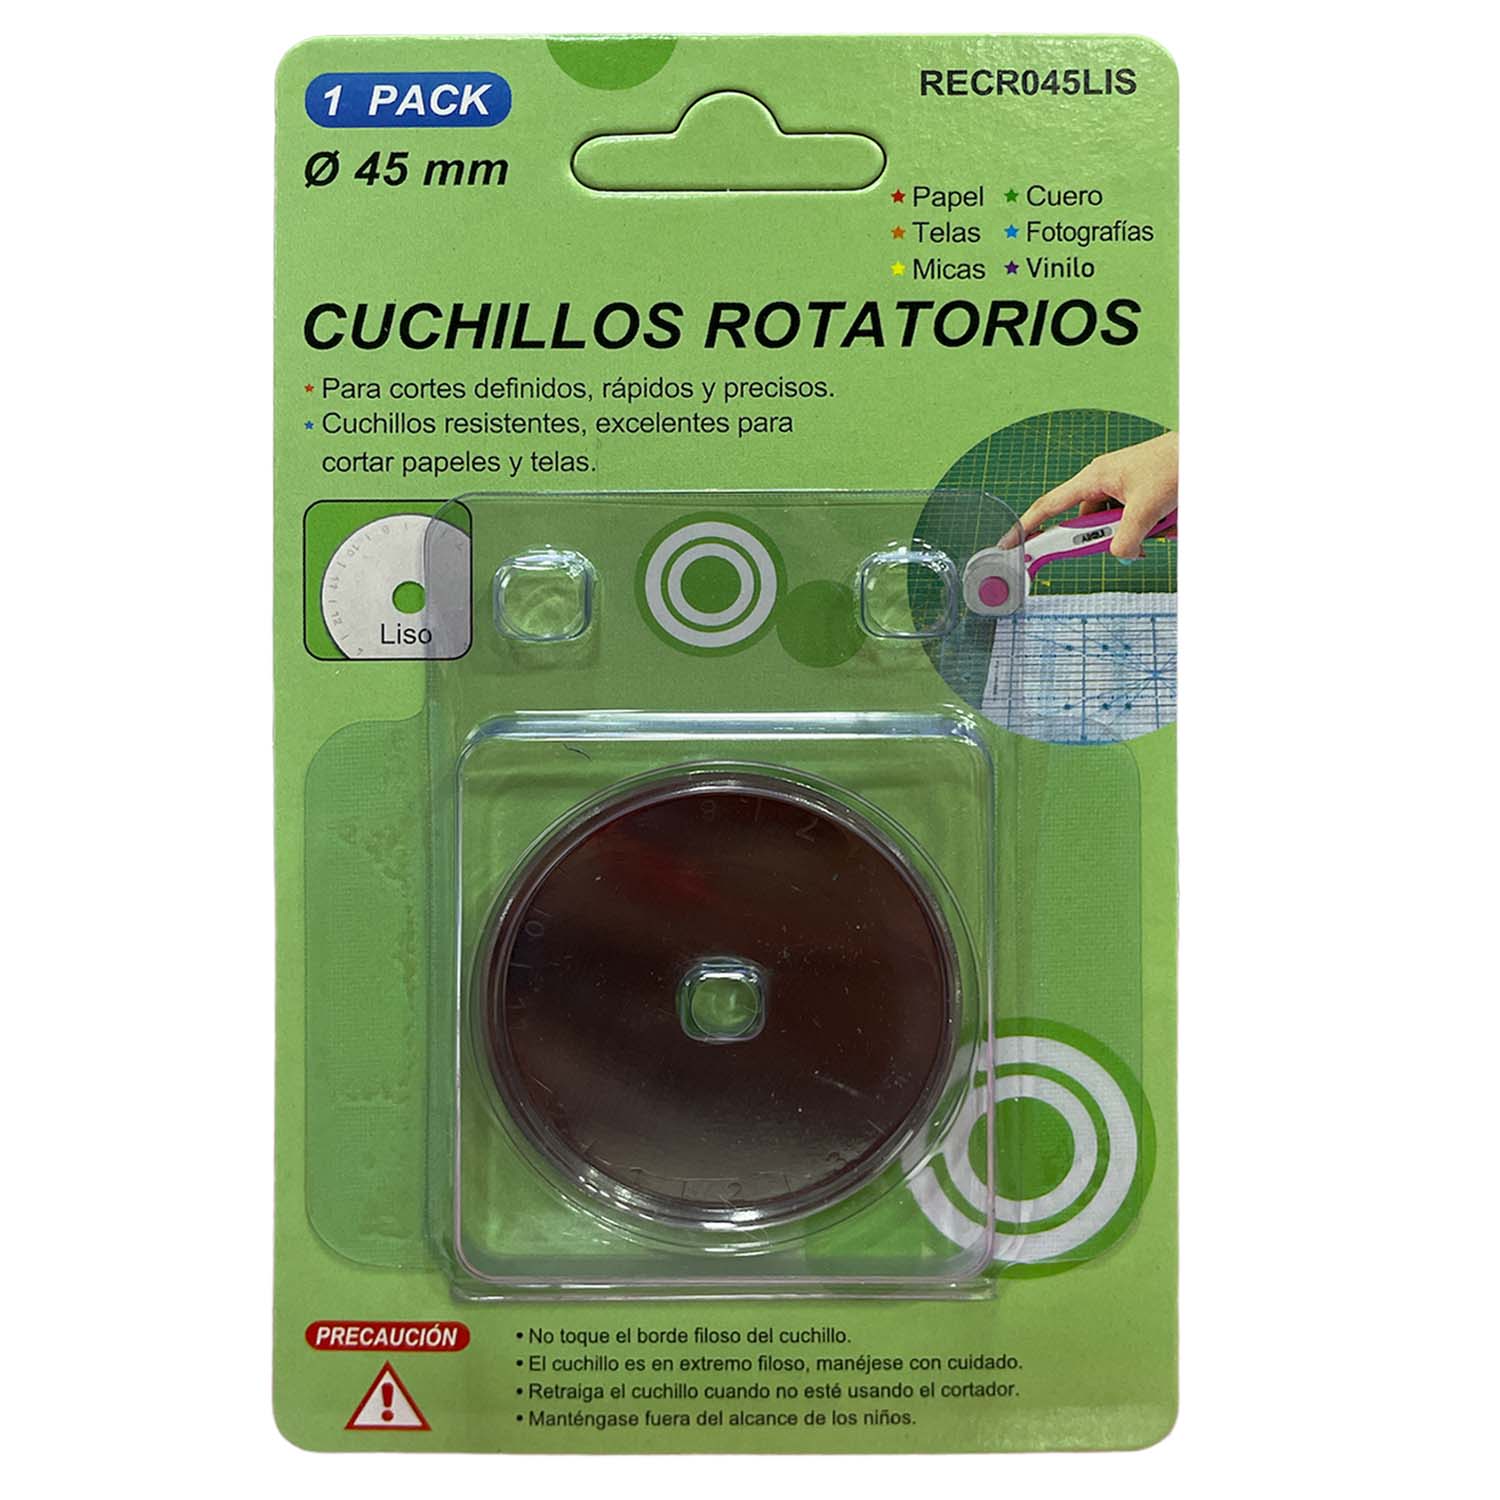 1 PACK
RECR045LIS
Ø 45 mm
Papel
Cuero
Telas
Fotografías
Micas
Vinilo
CUCHILLOS ROTATORIOS
Para cortes definidos, rápidos y precisos.
Cuchillos resistentes, excelentes para
cortar papeles y telas.
Liso
PRECAUCIÓN
• No toque el borde filoso del cuchillo.
• El cuchillo es en extremo filoso, manéjese con cuidado.
• Retraiga el cuchillo cuando no esté usando el cortador.
• Manténgase fuera del alcance de los niños.